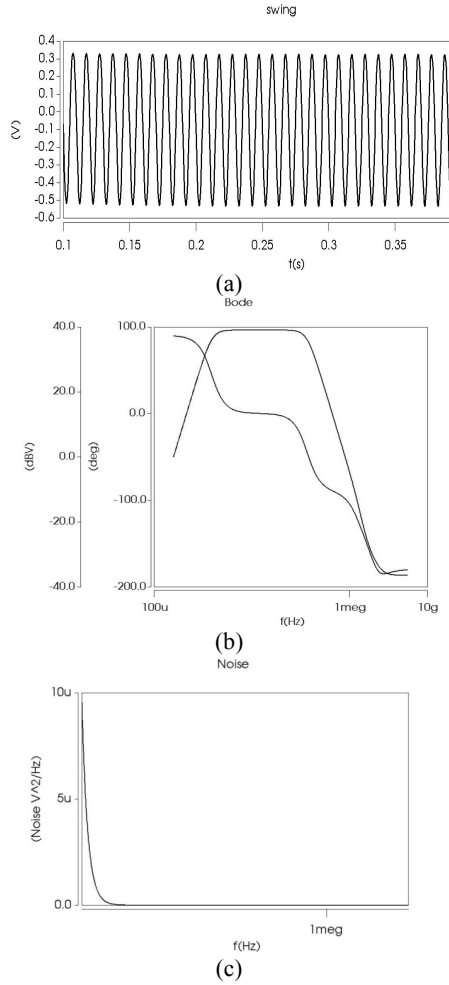 swing
0.4
0.3
0.2
0.1
0.0
-0.1
-0.2
-0.3
-0.4
-0.5
-0.6
(V)
0.1
0.15
0.2
0.25
0.3
0.35
t(s)
(a)
Bode
40.0
20.0
0.0
-20.0
-40.0
(dBV)
100.0
0.0
-100.0
-200.0
(deg)
100u
1meg
10g
f(Hz)
(b)
Noise
10u
5u
0.0
(Noise V^2/Hz)
1meg
f(Hz)
(c)